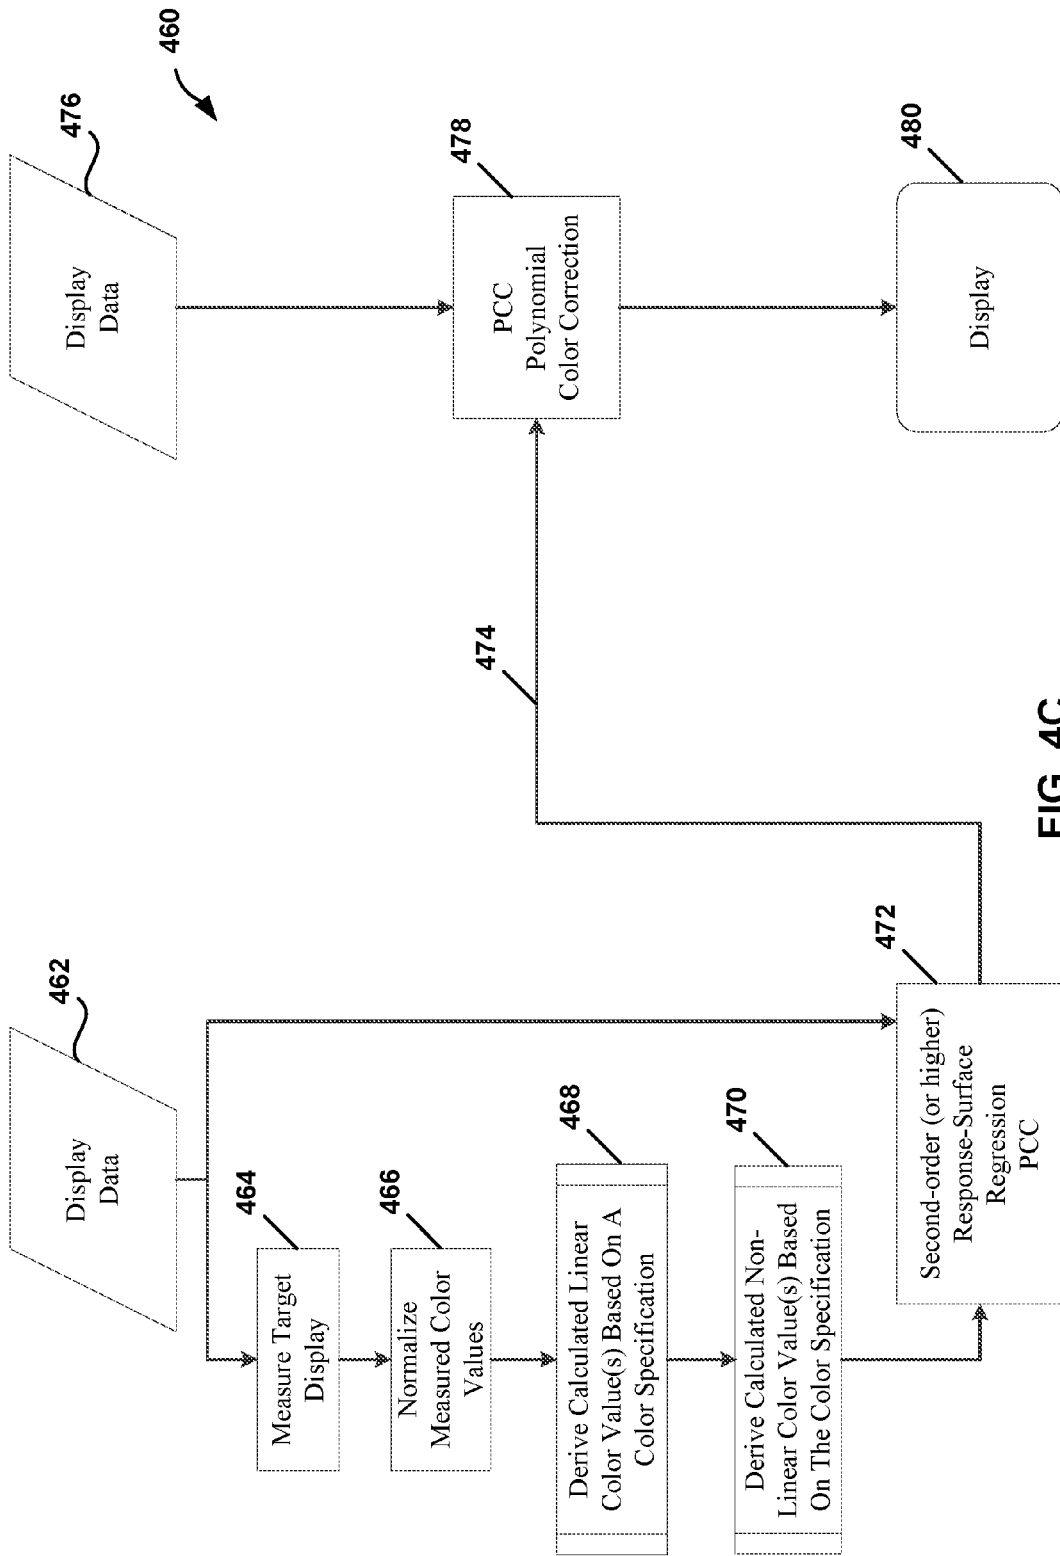 Display
Data
462
Measure Target
Display
464
Normalize
Measured Color
Values
466
Derive Calculated Linear
Color Value(s) Based On A
Color Specification
468
Derive Calculated Non-
Linear Color Value(s) Based
On The Color Specification
470
Second-order (or higher)
Response-Surface
Regression
PCC
472
474
Display
Data
476
460
PCC
Polynomial
Color Correction
478
Display
480
FIG. 4C